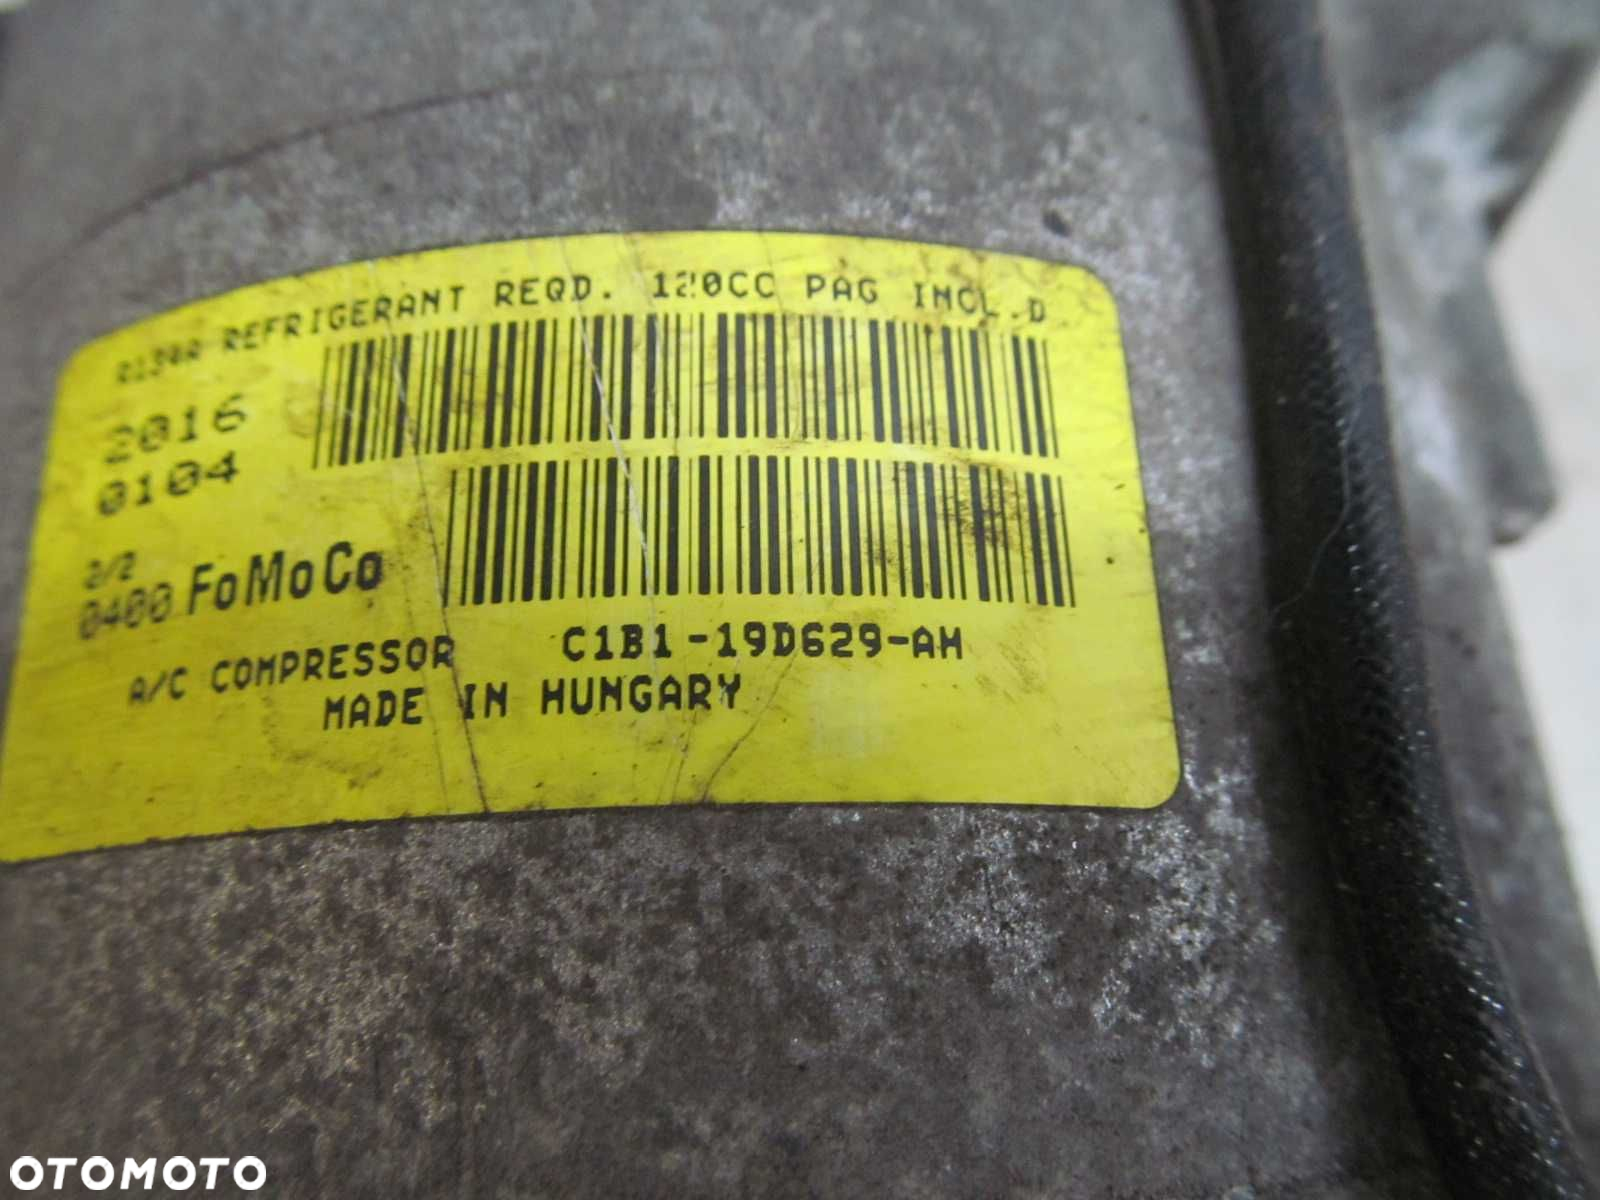 R134A REFRIGERANT REQD. 120CC PAG INCL.D
2016
0104
2/2
0400 FoMoCo
A/C COMPRESSOR C1B1-19D629-AH
MADE IN HUNGARY
OTOMOTO